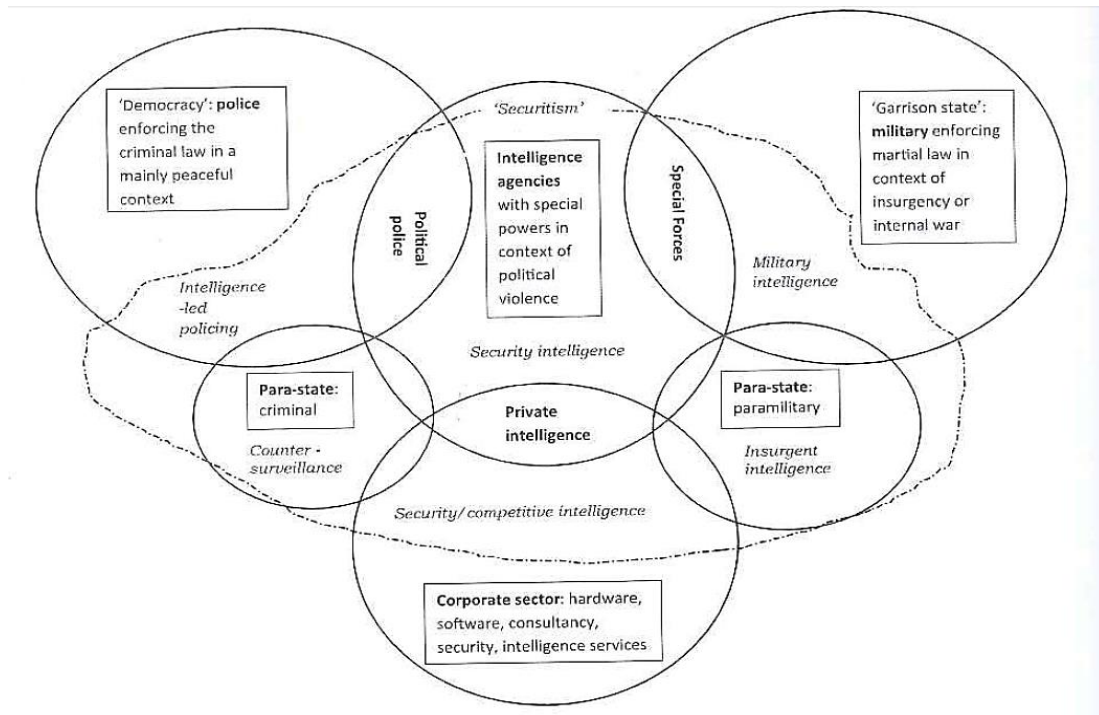 'Securitism'
'Democracy': police
enforcing the
criminal law in a
mainly peaceful
context
Intelligence
agencies
with special
powers in
context of
political
violence
'Garrison state':
military enforcing
martial law in
context of
insurgency or
internal war
Political
police
Special Forces
Intelligence
-led
policing
Military
intelligence
Security intelligence
Para-state:
criminal
Private
intelligence
Para-state:
paramilitary
Counter -
surveillance
Insurgent
intelligence
Security/competitive intelligence
Corporate sector: hardware,
software, consultancy,
security, intelligence services